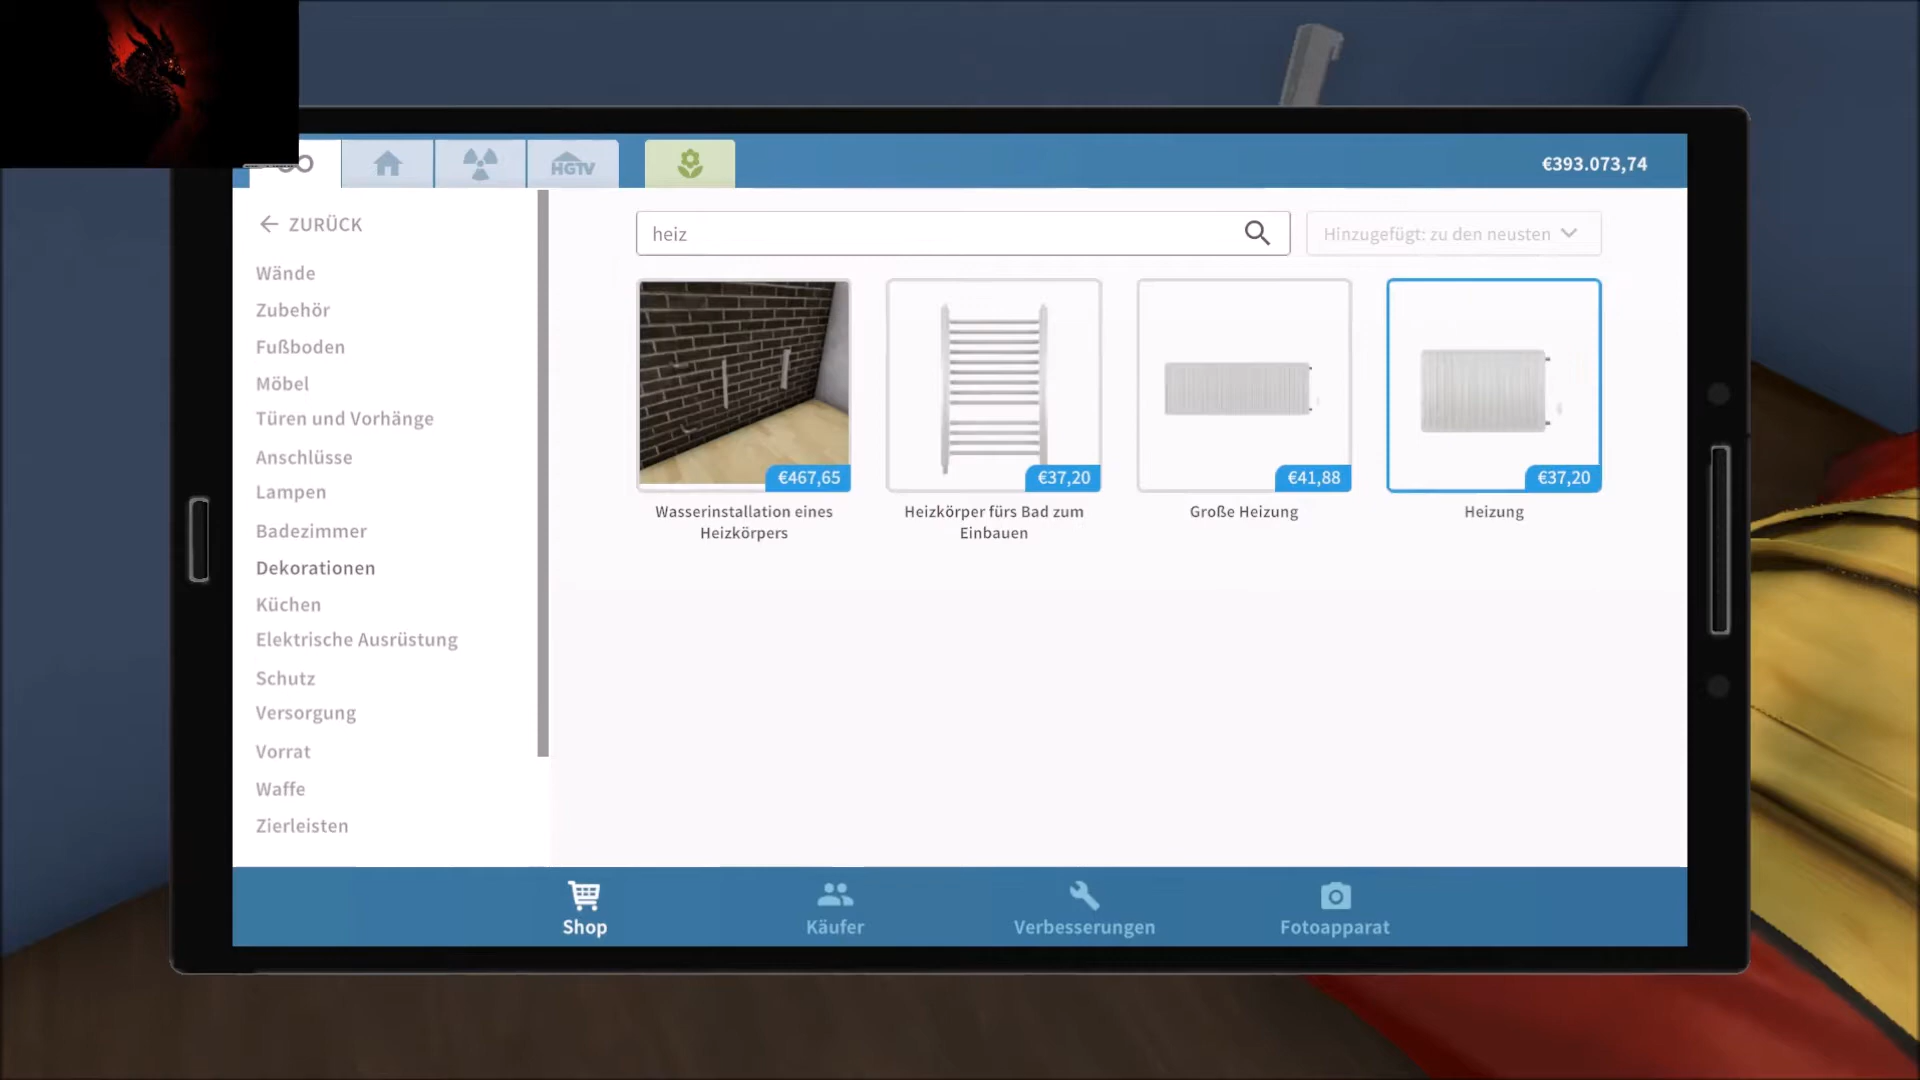 HGTV
€393.073,74
ZURÜCK
Wände
Zubehör
Fußboden
Möbel
Türen und Vorhänge
Anschlüsse
Lampen
Badezimmer
Dekorationen
Küchen
Elektrische Ausrüstung
Schutz
Versorgung
Vorrat
Waffe
Zierleisten
heiz
Hinzugefügt: zu den neusten
€467,65
Wasserinstallation eines
Heizkörpers
€37,20
Heizkörper fürs Bad zum
Einbauen
€41,88
Große Heizung
€37,20
Heizung
Shop
Käufer
Verbesserungen
Fotoapparat